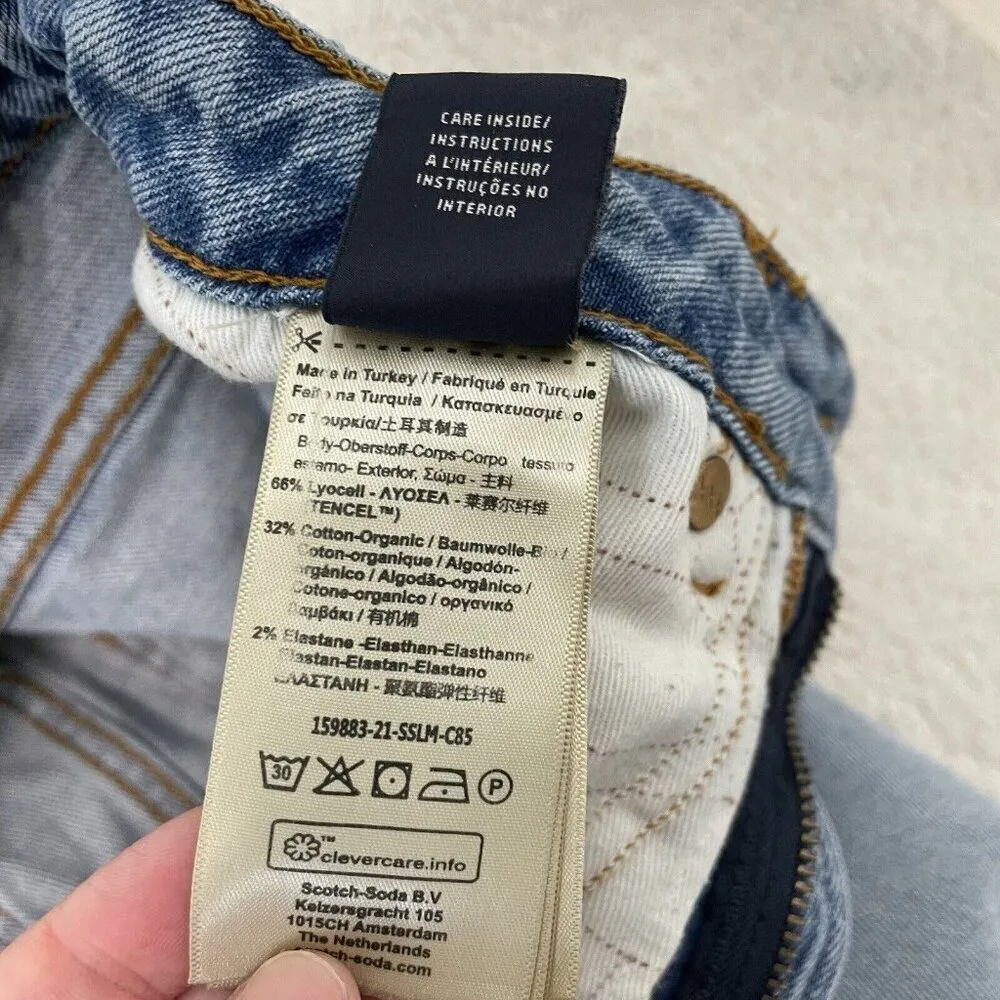 CARE INSIDE/
INSTRUCTIONS
A L'INTÉRIEUR/
INSTRUÇÕES NO
INTERIOR
Made in Turkey / Fabriqué en Turquie
Feito na Turquia / Κατασκευασμένο
σε Τουρκία/土耳其制造
Body-Oberstoff-Corps-Corpo tessuto
esterno- Exterior, Σώμα - 主料
66% Lyocell - ΛΥΟΣΕΛ - 莱赛尔纤维
TENCEL™)
32% Cotton-Organic / Baumwolle-Bio /
Coton-organique / Algodón-
orgánico / Algodão-orgânico /
Cotone-organico / οργανικό
Βαμβάκι / 有机棉
2% Elastane -Elasthan-Elasthanne
Elastan-Elastan-Elastano
ΕΛΑΣΤΑΝΗ - 聚氨酯弹性纤维
159883-21-SSLM-C85
30 P
™
clevercare.info
Scotch-Soda B.V
Keizersgracht 105
1015CH Amsterdam
The Netherlands
scotch-soda.com